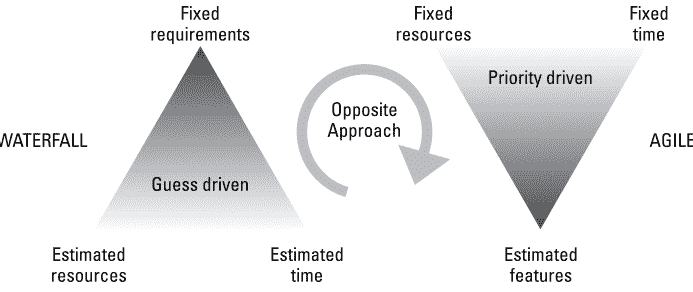 Fixed
requirements
Fixed
resources
Fixed
time
Priority driven
Opposite
Approach
WATERFALL
AGILE
Guess driven
Estimated
resources
Estimated
time
Estimated
features